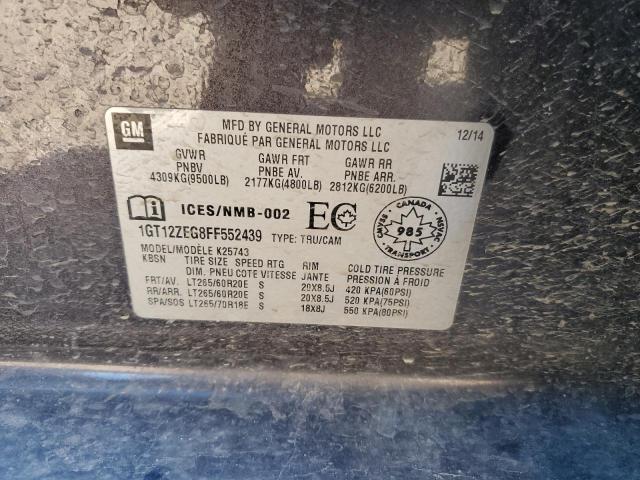 GM
MFD BY GENERAL MOTORS LLC 12/14
FABRIQUÉ PAR GENERAL MOTORS LLC
GVWR GAWR FRT GAWR RR
PNBV PNBE AV. PNBE ARR.
4309KG(9500LB) 2177KG(4800LB) 2812KG(6200LB)
ICES/NMB-002 EC
CANADA
CMVSS 985 NSVAC
TRANSPORT
1GT12ZEG8FF552439 TYPE: TRU/CAM
MODEL/MODÈLE K25743
KBSN TIRE SIZE SPEED RTG RIM COLD TIRE PRESSURE
DIM. PNEU COTE VITESSE JANTE PRESSION À FROID
FRT/AV. LT265/60R20E S 20X8.5J 420 KPA(60PSI)
RR/ARR. LT265/60R20E S 20X8.5J 520 KPA(75PSI)
SPA/SOS LT265/70R18E S 18X8J 550 KPA(80PSI)